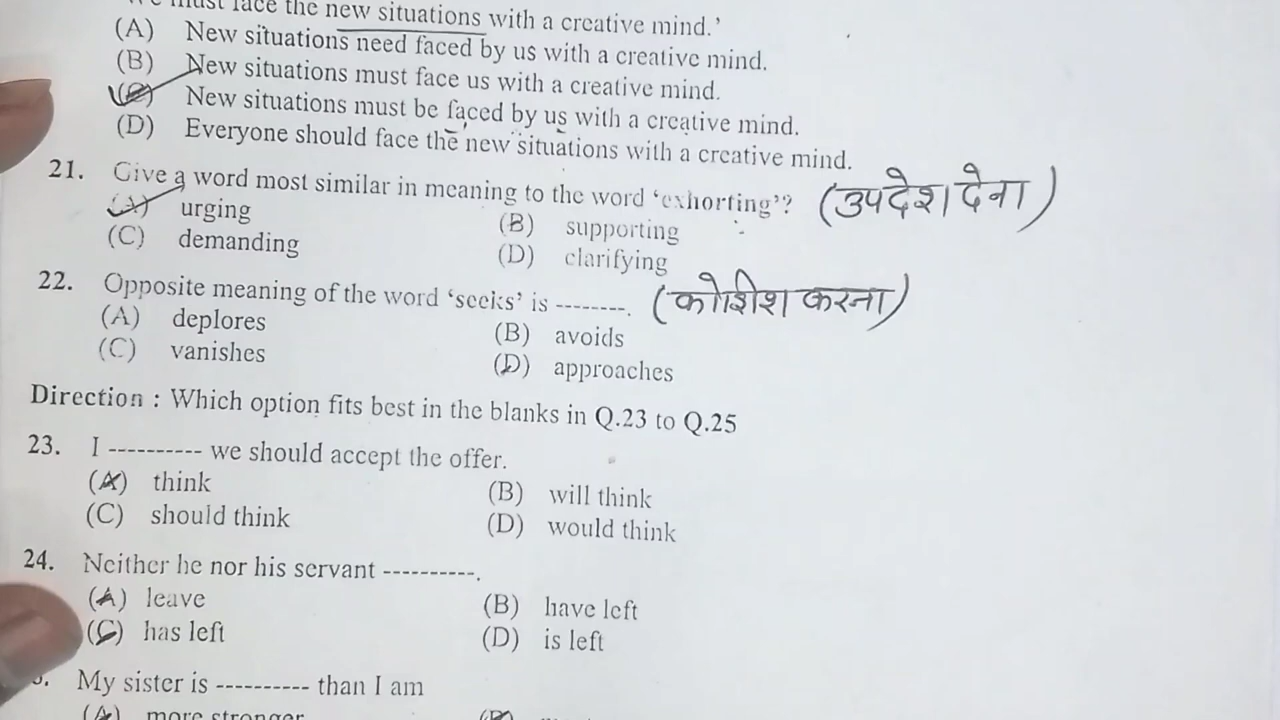 must face the new situations with a creative mind.'
(A) New situations need faced by us with a creative mind.
(B) New situations must face us with a creative mind.
(C) New situations must be faced by us with a creative mind.
(D) Everyone should face the new situations with a creative mind.
21. Give a word most similar in meaning to the word 'exhorting'? (उपदेश देना)
(A) urging (B) supporting
(C) demanding (D) clarifying
22. Opposite meaning of the word 'seeks' is --------. (कोशिश करना)
(A) deplores (B) avoids
(C) vanishes (D) approaches
Direction : Which option fits best in the blanks in Q.23 to Q.25
23. I ---------- we should accept the offer.
(A) think (B) will think
(C) should think (D) would think
24. Neither he nor his servant ----------.
(A) leave (B) have left
(C) has left (D) is left
My sister is ---------- than I am
(A) more stronger (B)